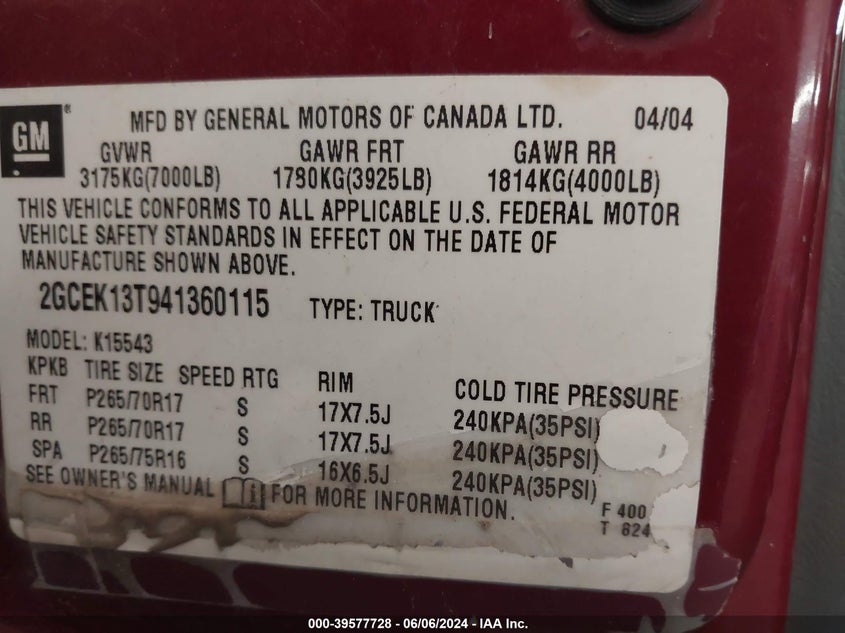 GM ®
MFD BY GENERAL MOTORS OF CANADA LTD. 04/04
GVWR GAWR FRT GAWR RR
3175KG(7000LB) 1780KG(3925LB) 1814KG(4000LB)
THIS VEHICLE CONFORMS TO ALL APPLICABLE U.S. FEDERAL MOTOR
VEHICLE SAFETY STANDARDS IN EFFECT ON THE DATE OF
MANUFACTURE SHOWN ABOVE.
2GCEK13T941360115 TYPE: TRUCK
MODEL: K15543
KPKB TIRE SIZE SPEED RTG RIM COLD TIRE PRESSURE
FRT P265/70R17 S 17X7.5J 240KPA(35PSI)
RR P265/70R17 S 17X7.5J 240KPA(35PSI)
SPA P265/75R16 S 16X6.5J 240KPA(35PSI)
SEE OWNER'S MANUAL FOR MORE INFORMATION.
F 400
T 824
000-39577728 - 06/06/2024 - IAA Inc.